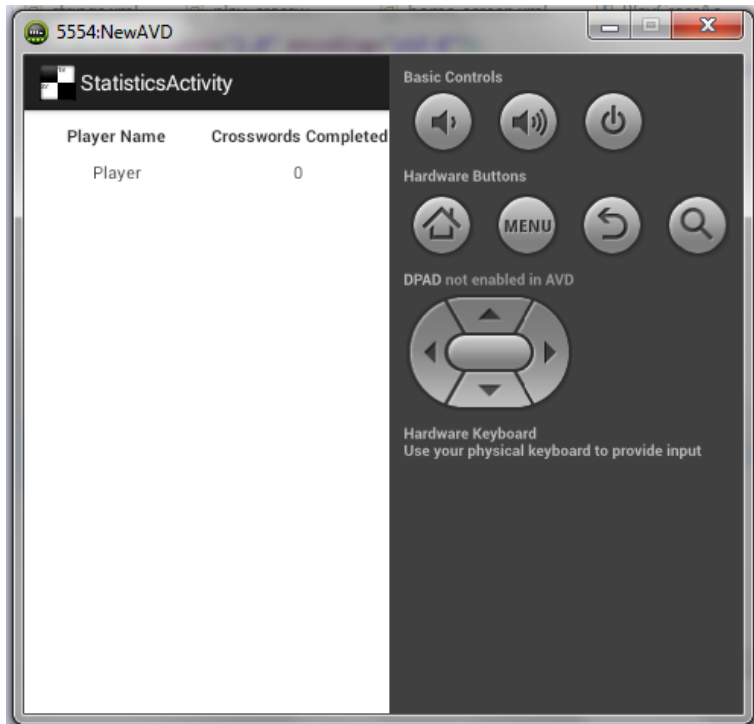 5554:NewAVD
StatisticsActivity
Player Name Crosswords Completed
Player 0
Basic Controls
Hardware Buttons
MENU
DPAD not enabled in AVD
Hardware Keyboard
Use your physical keyboard to provide input